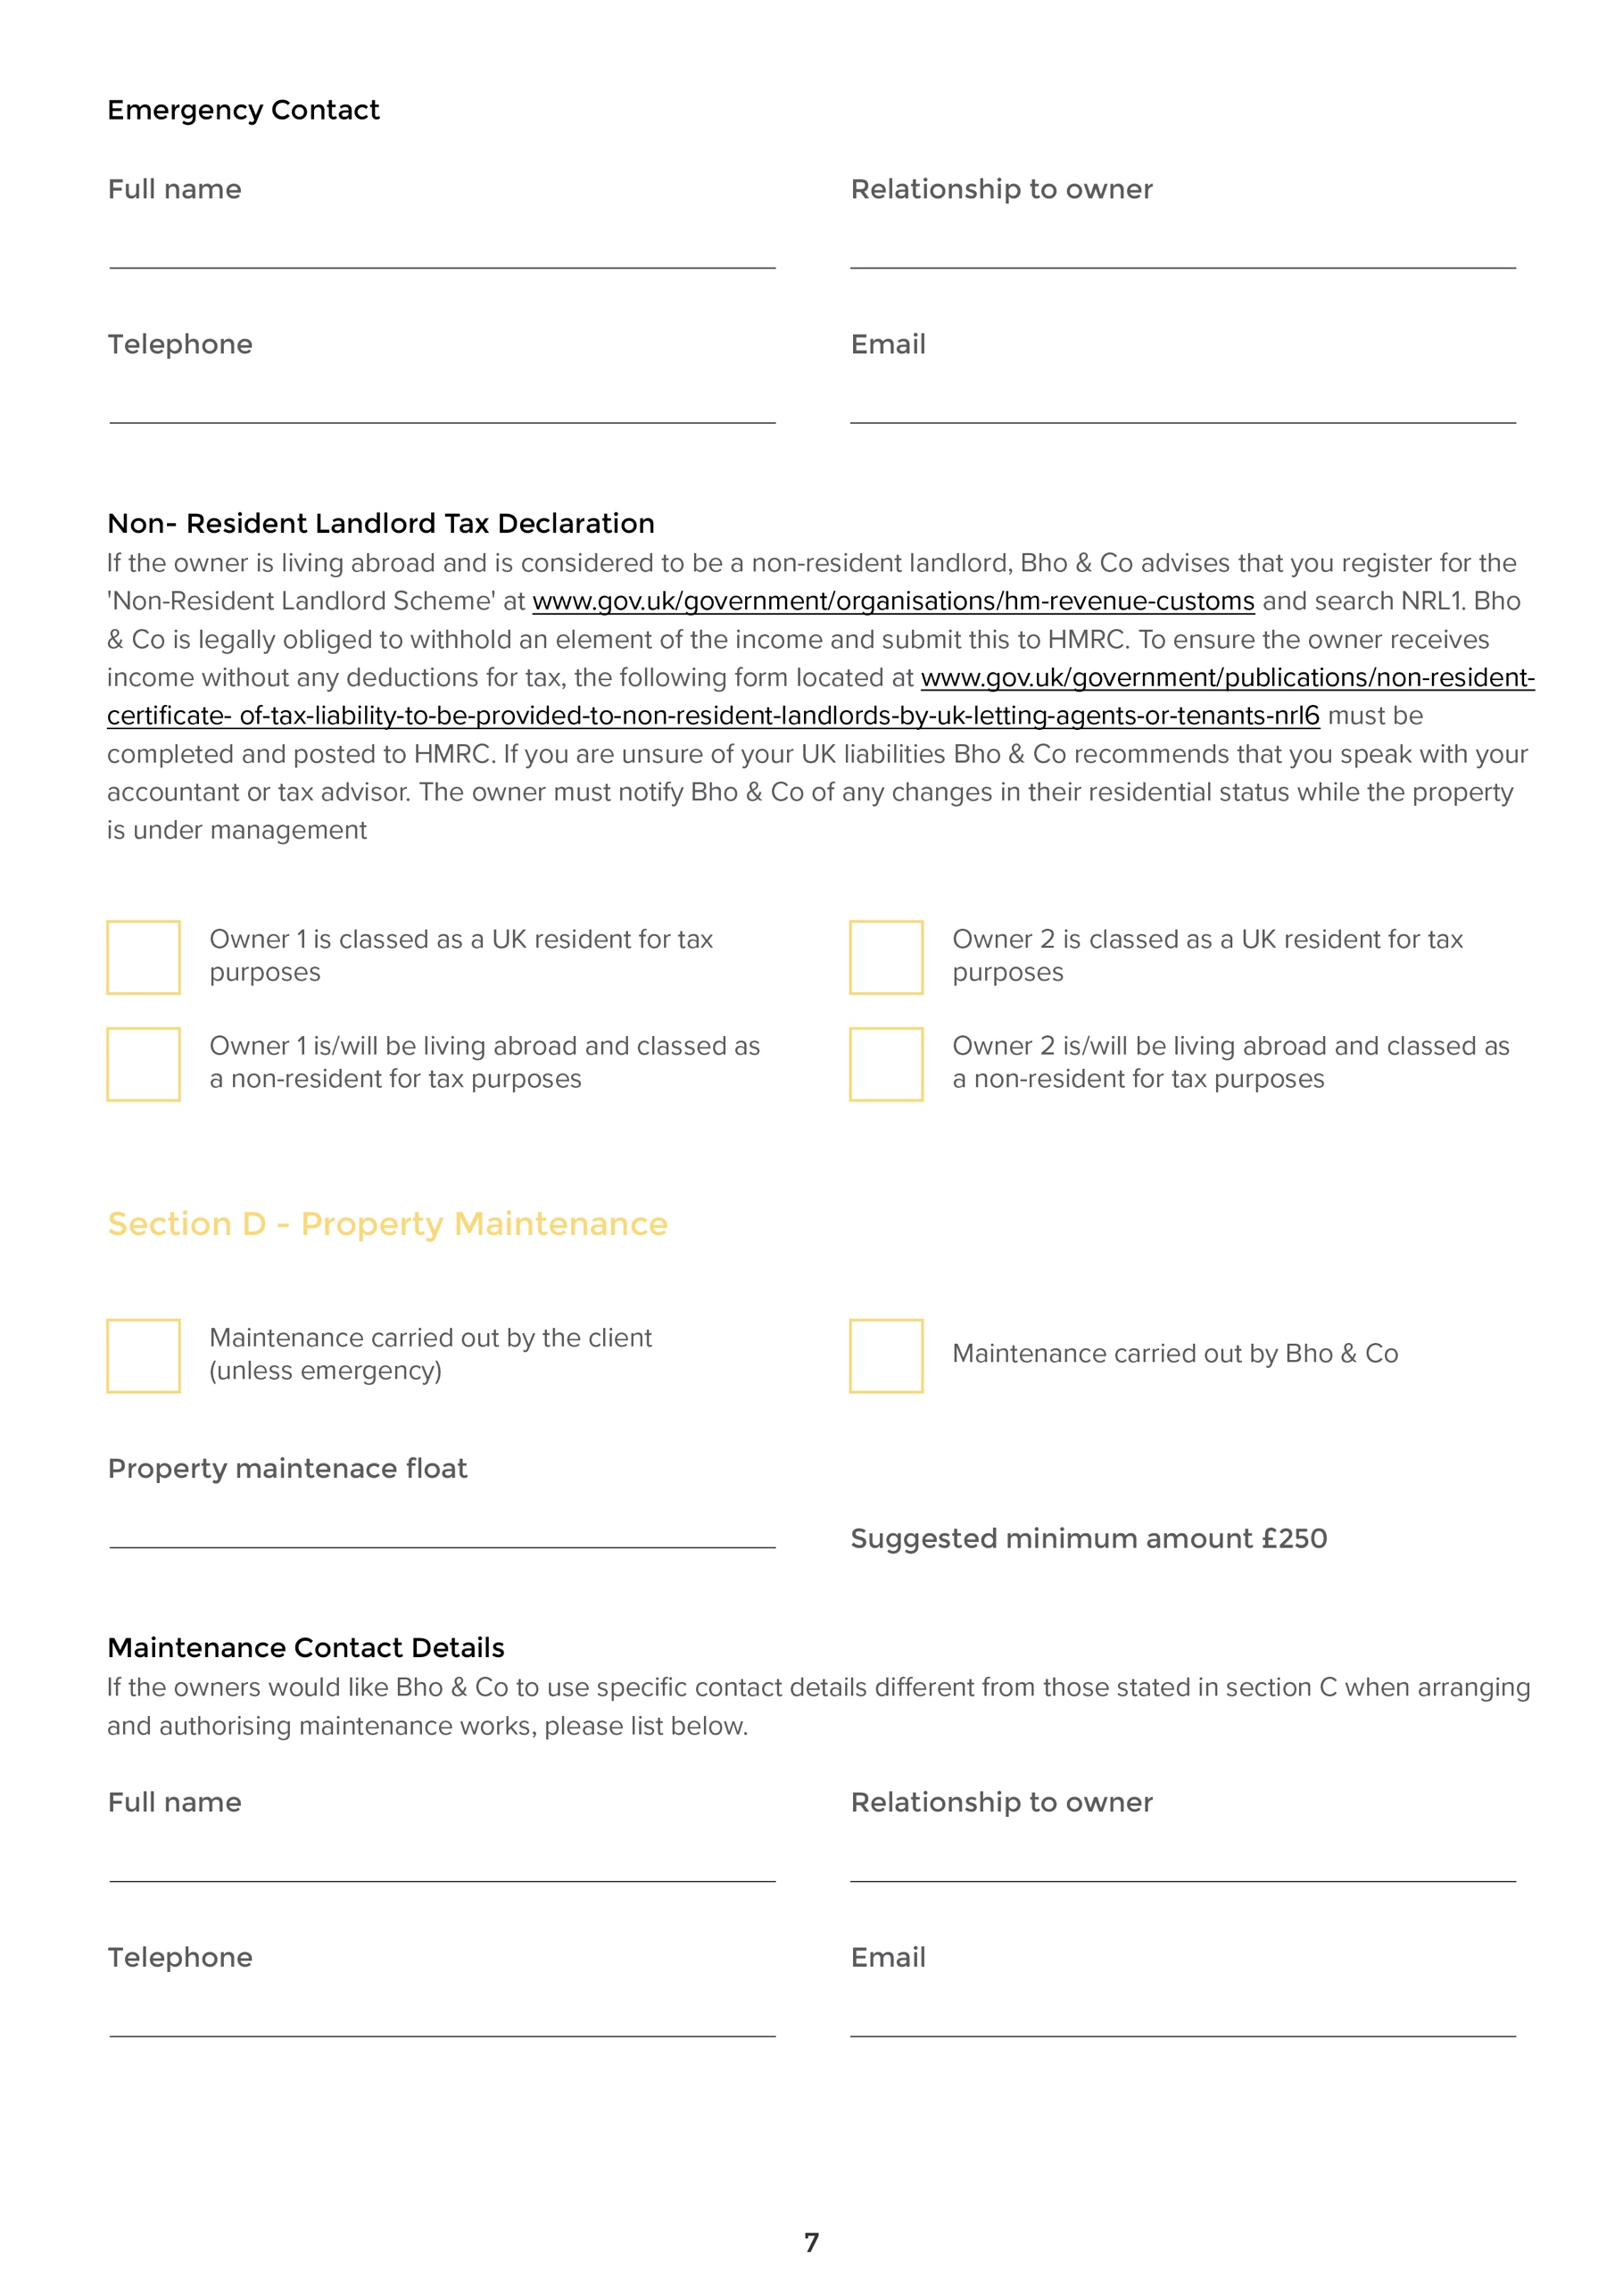 Emergency Contact
Full name
Relationship to owner
Telephone
Email
Non- Resident Landlord Tax Declaration
If the owner is living abroad and is considered to be a non-resident landlord, Bho & Co advises that you register for the
'Non-Resident Landlord Scheme' at www.gov.uk/government/organisations/hm-revenue-customs and search NRL1. Bho
& Co is legally obliged to withhold an element of the income and submit this to HMRC. To ensure the owner receives
income without any deductions for tax, the following form located at www.gov.uk/government/publications/non-resident-
certificate- of-tax-liability-to-be-provided-to-non-resident-landlords-by-uk-letting-agents-or-tenants-nrl6 must be
completed and posted to HMRC. If you are unsure of your UK liabilities Bho & Co recommends that you speak with your
accountant or tax advisor. The owner must notify Bho & Co of any changes in their residential status while the property
is under management
Owner 1 is classed as a UK resident for tax
purposes
Owner 2 is classed as a UK resident for tax
purposes
Owner 1 is/will be living abroad and classed as
a non-resident for tax purposes
Owner 2 is/will be living abroad and classed as
a non-resident for tax purposes
Section D - Property Maintenance
Maintenance carried out by the client
(unless emergency)
Maintenance carried out by Bho & Co
Property maintenace float
Suggested minimum amount £250
Maintenance Contact Details
If the owners would like Bho & Co to use specific contact details different from those stated in section C when arranging
and authorising maintenance works, please list below.
Full name
Relationship to owner
Telephone
Email
7